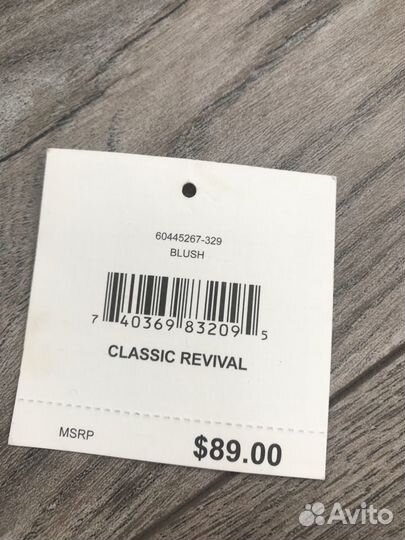 60445267-329
BLUSH
7 40369 83209 5
CLASSIC REVIVAL
MSRP $89.00
Avito